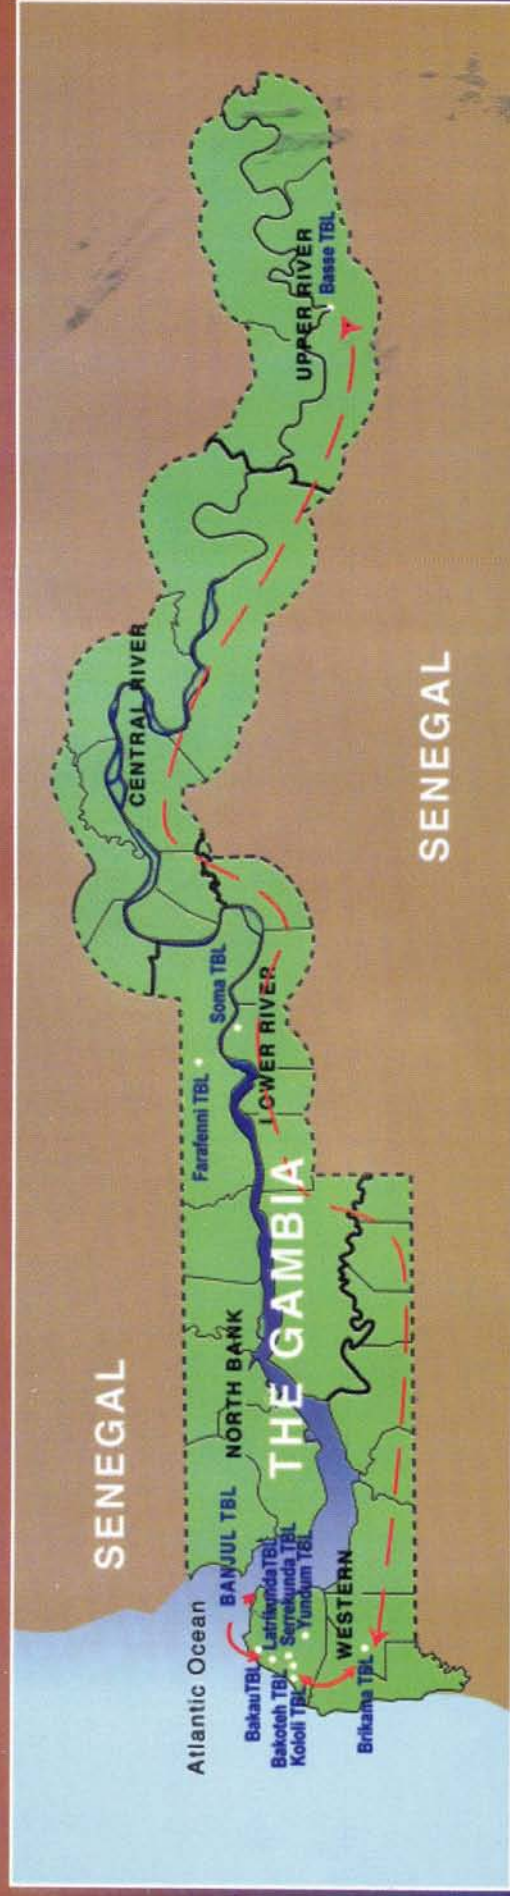 SENEGAL
SENEGAL
Atlantic Ocean
THE GAMBIA
NORTH BANK
CENTRAL RIVER
UPPER RIVER
LOWER RIVER
WESTERN
BANJUL TBL
Farafenni TBL
Soma TBL
Basse TBL
Bakau TBL
Latrikunda TBL
Serrekunda TBL
Yundum TBL
Bakoteh TBL
Kololi TBL
Brikama TBL